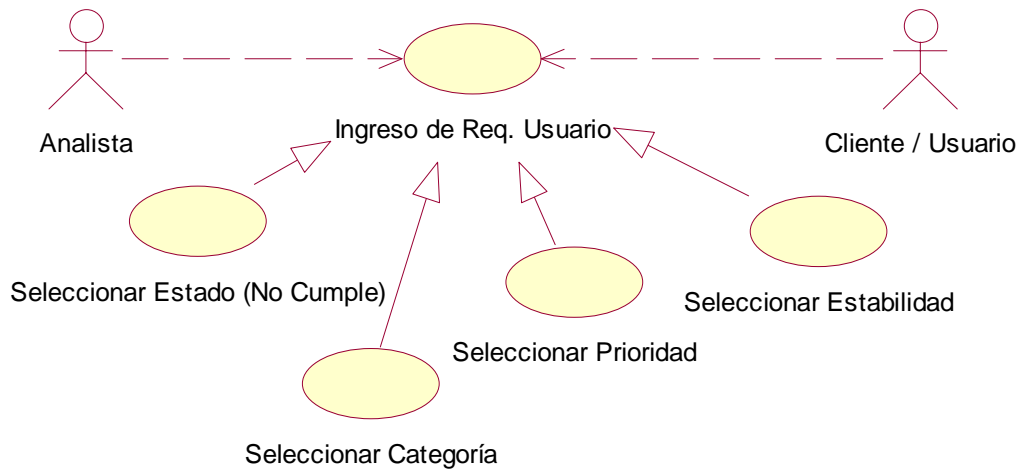 Analista
Ingreso de Req. Usuario
Cliente / Usuario
Seleccionar Estado (No Cumple)
Seleccionar Estabilidad
Seleccionar Prioridad
Seleccionar Categoría